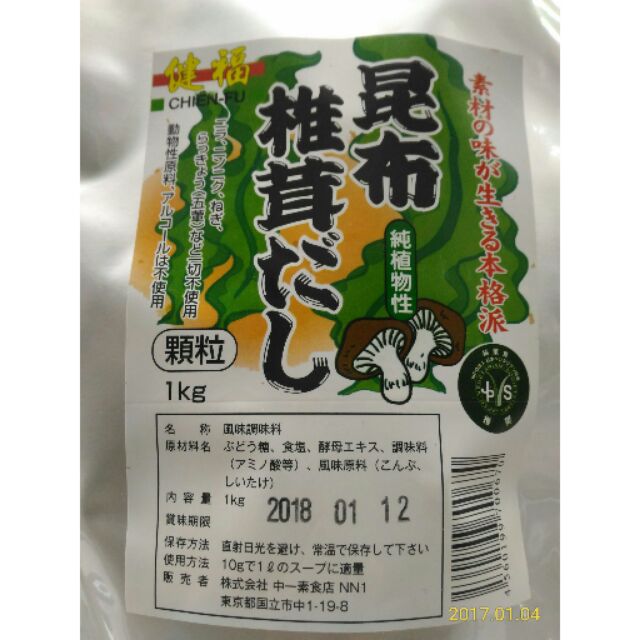 健福
CHIEN-FU
昆布
椎茸だし
素材の味が生きる本格派
純植物性
ニラ、ニンニク、ねぎ、
らっきょう(五葷)など一切不使用
動物性原料、アルコールは不使用
顆粒
1kg
名称 風味調味料
原材料名 ぶどう糖、食塩、酵母エキス、調味料
(アミノ酸等)、風味原料(こんぶ、
しいたけ)
内容量 1kg
賞味期限 2018 01 12
保存方法 直射日光を避け、常温で保存して下さい
使用方法 10gで1ℓのスープに適量
販売者 株式会社 中一素食店 NN1
東京都国立市中1-19-8
2017.01.04